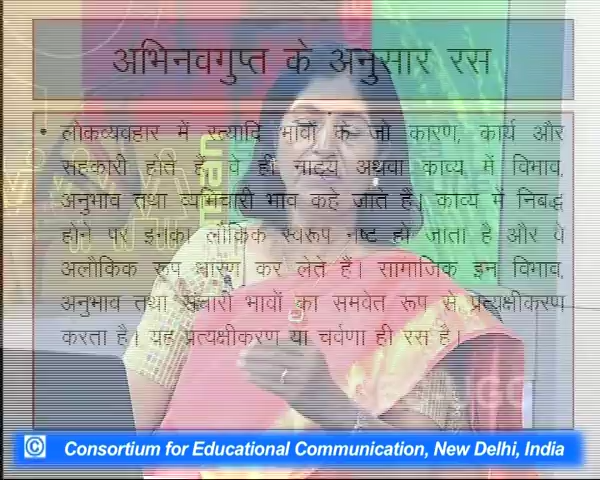 अभिनवगुप्त के अनुसार रस
• लोकव्यवहार में रत्यादि भावों के जो कारण, कार्य और
सहकारी होते हैं, वे ही नाट्य अथवा काव्य में विभाव,
अनुभाव तथा व्यभिचारी भाव कहे जाते हैं। काव्य में निबद्ध
होने पर इनका लौकिक स्वरूप नष्ट हो जाता है और वे
अलौकिक रूप धारण कर लेते हैं। सामाजिक इन विभाव,
अनुभाव तथा संचारी भावों का समवेत रूप से प्रत्यक्षीकरण
करता है। यह प्रत्यक्षीकरण या चर्वणा ही रस है।
© Consortium for Educational Communication, New Delhi, India